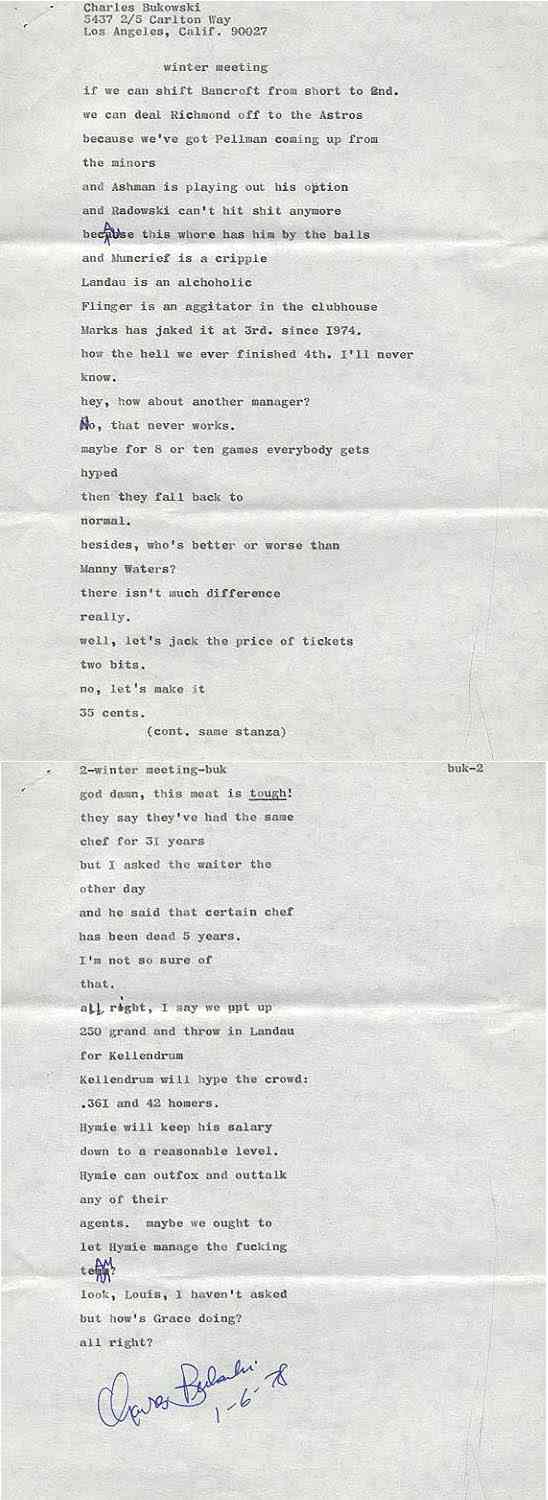 Charles Bukowski
5437 2/5 Carlton Way
Los Angeles, Calif. 90027
winter meeting
if we can shift Bancroft from short to 2nd.
we can deal Richmond off to the Astros
because we've got Pellman coming up from
the minors
and Ashman is playing out his option
and Radowski can't hit shit anymore
because this whore has him by the balls
and Muncrief is a cripple
Landau is an alchoholic
Flinger is an aggitator in the clubhouse
Marks has jaked it at 3rd. since I974.
how the hell we ever finished 4th. I'll never
know.
hey, how about another manager?
No, that never works.
maybe for 8 or ten games everybody gets
hyped
then they fall back to
normal.
besides, who's better or worse than
Manny Waters?
there isn't much difference
really.
well, let's jack the price of tickets
two bits.
no, let's make it
35 cents.
(cont. same stanza)
2-winter meeting-buk buk-2
god damn, this meat is tough!
they say they've had the same
chef for 3I years
but I asked the waiter the
other day
and he said that certain chef
has been dead 5 years.
I'm not so sure of
that.
all right, I say we ppt up
250 grand and throw in Landau
for Kellendrum
Kellendrum will hype the crowd:
.36I and 42 homers.
Hymie will keep his salary
down to a reasonable level.
Hymie can outfox and outtalk
any of their
agents. maybe we ought to
let Hymie manage the fucking
team?
look, Louis, I haven't asked
but how's Grace doing?
all right?
Charles Bukowski
1-6-78